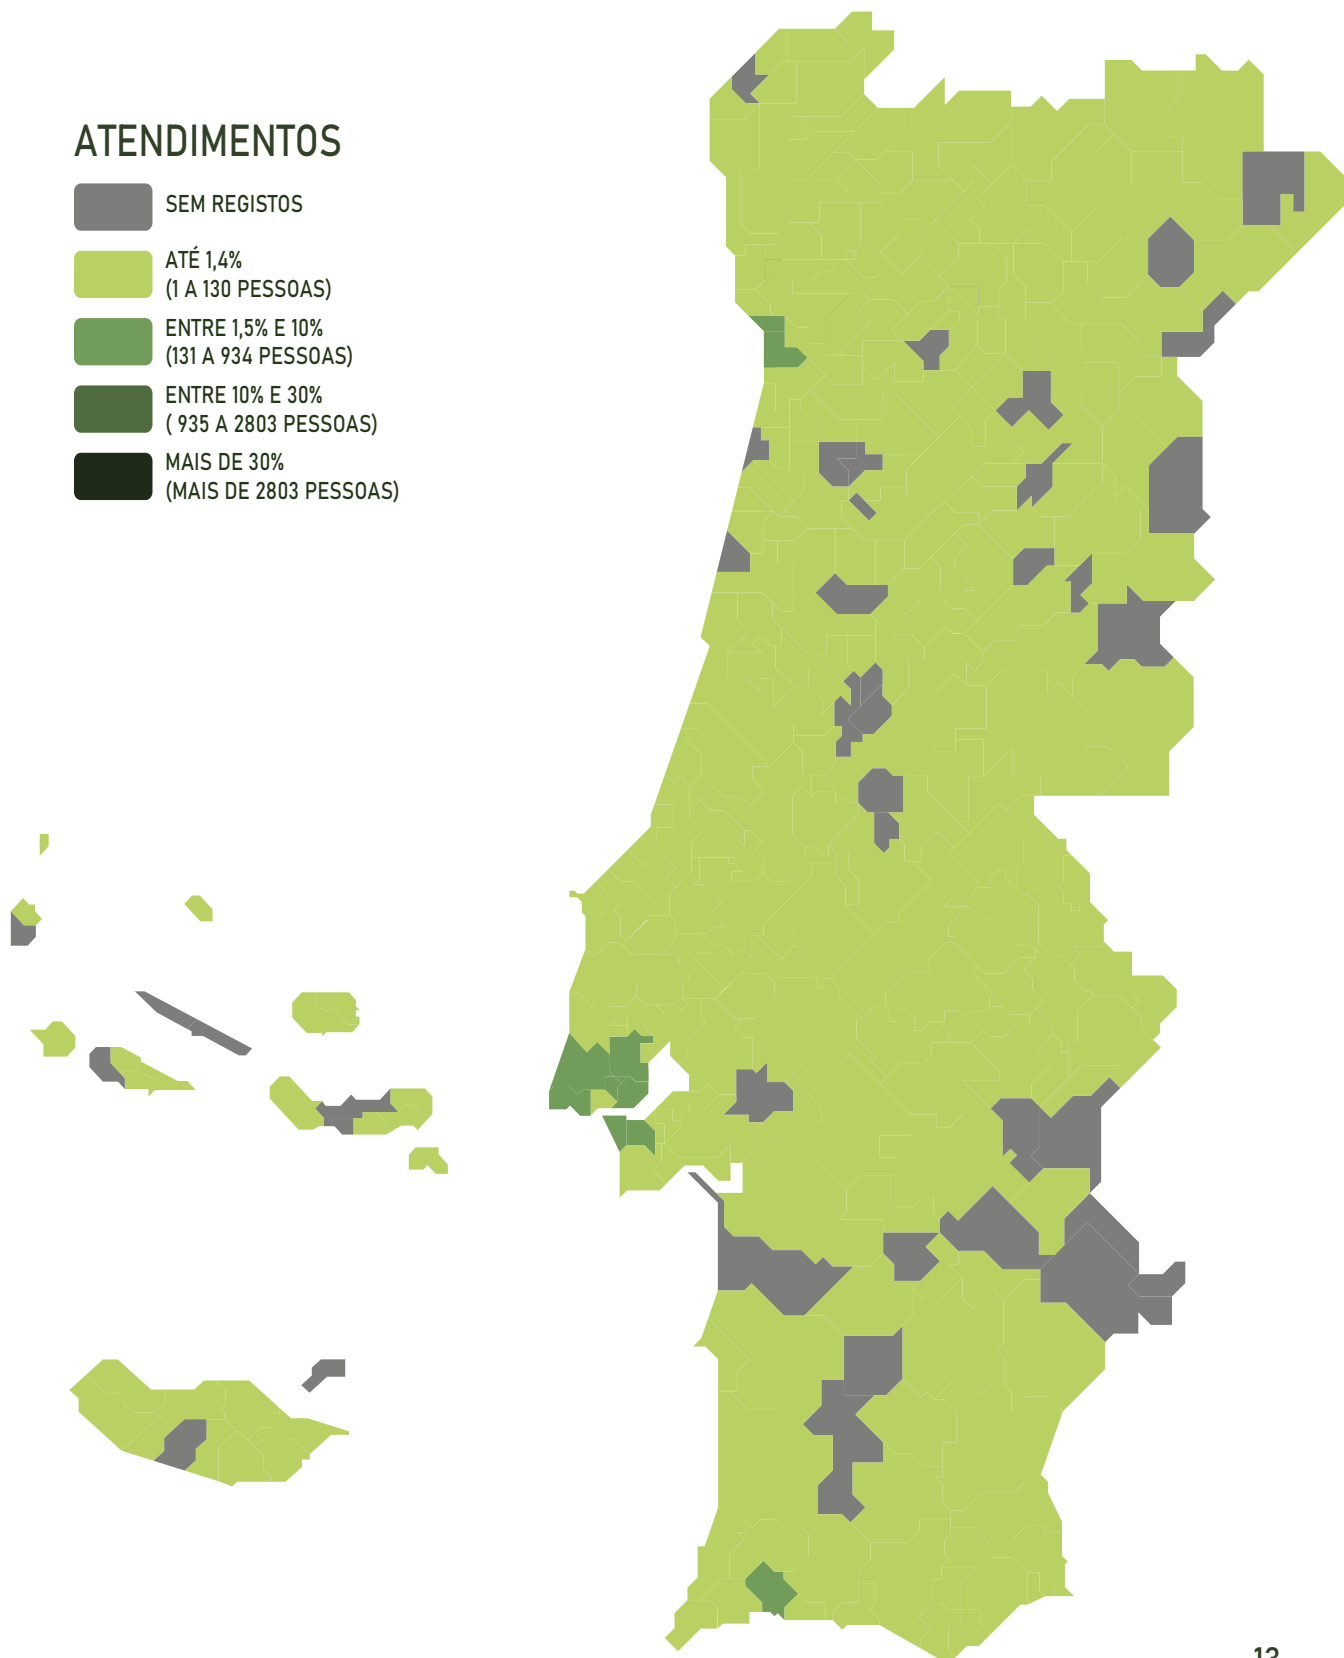 ATENDIMENTOS
SEM REGISTOS
ATÉ 1,4%
(1 A 130 PESSOAS)
ENTRE 1,5% E 10%
(131 A 934 PESSOAS)
ENTRE 10% E 30%
( 935 A 2803 PESSOAS)
MAIS DE 30%
(MAIS DE 2803 PESSOAS)